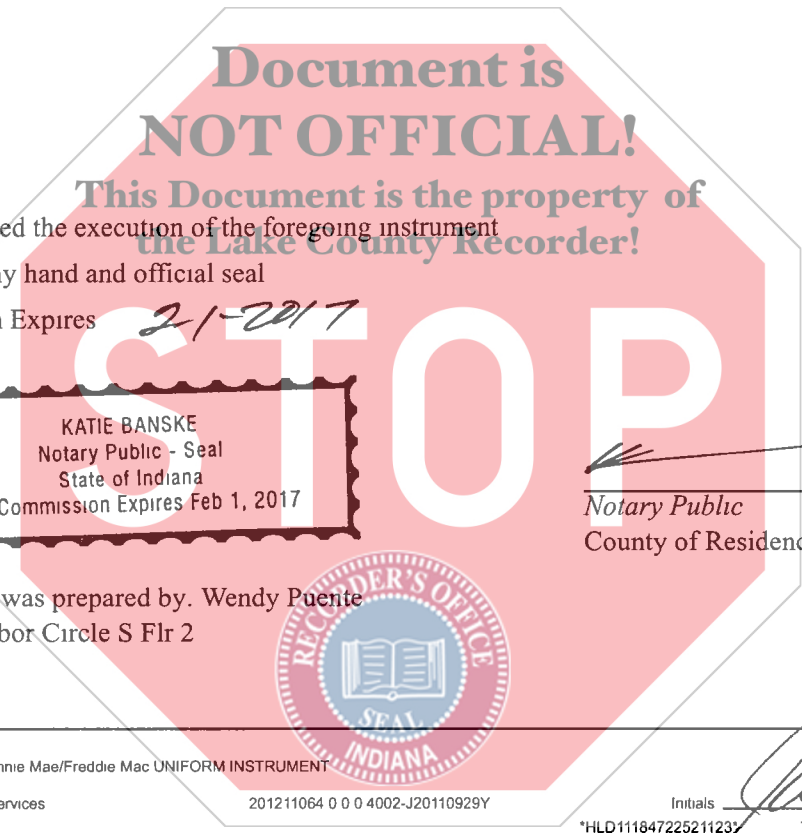 Document is
NOT OFFICIAL!
This Document is the property of
the Lake County Recorder!
STOP
ed the execution of the foregoing instrument
y hand and official seal
n Expires 2/-2017
KATIE BANSKE
Notary Public - Seal
State of Indiana
Commission Expires Feb 1, 2017
Notary Public
County of Residenc
was prepared by. Wendy Puente
bor Circle S Flr 2
RECORDER'S OFFICE
SEAL
INDIANA
nnie Mae/Freddie Mac UNIFORM INSTRUMENT
ervices
201211064 0 0 0 4002-J20110929Y
Initials
*HLD11184722521123*